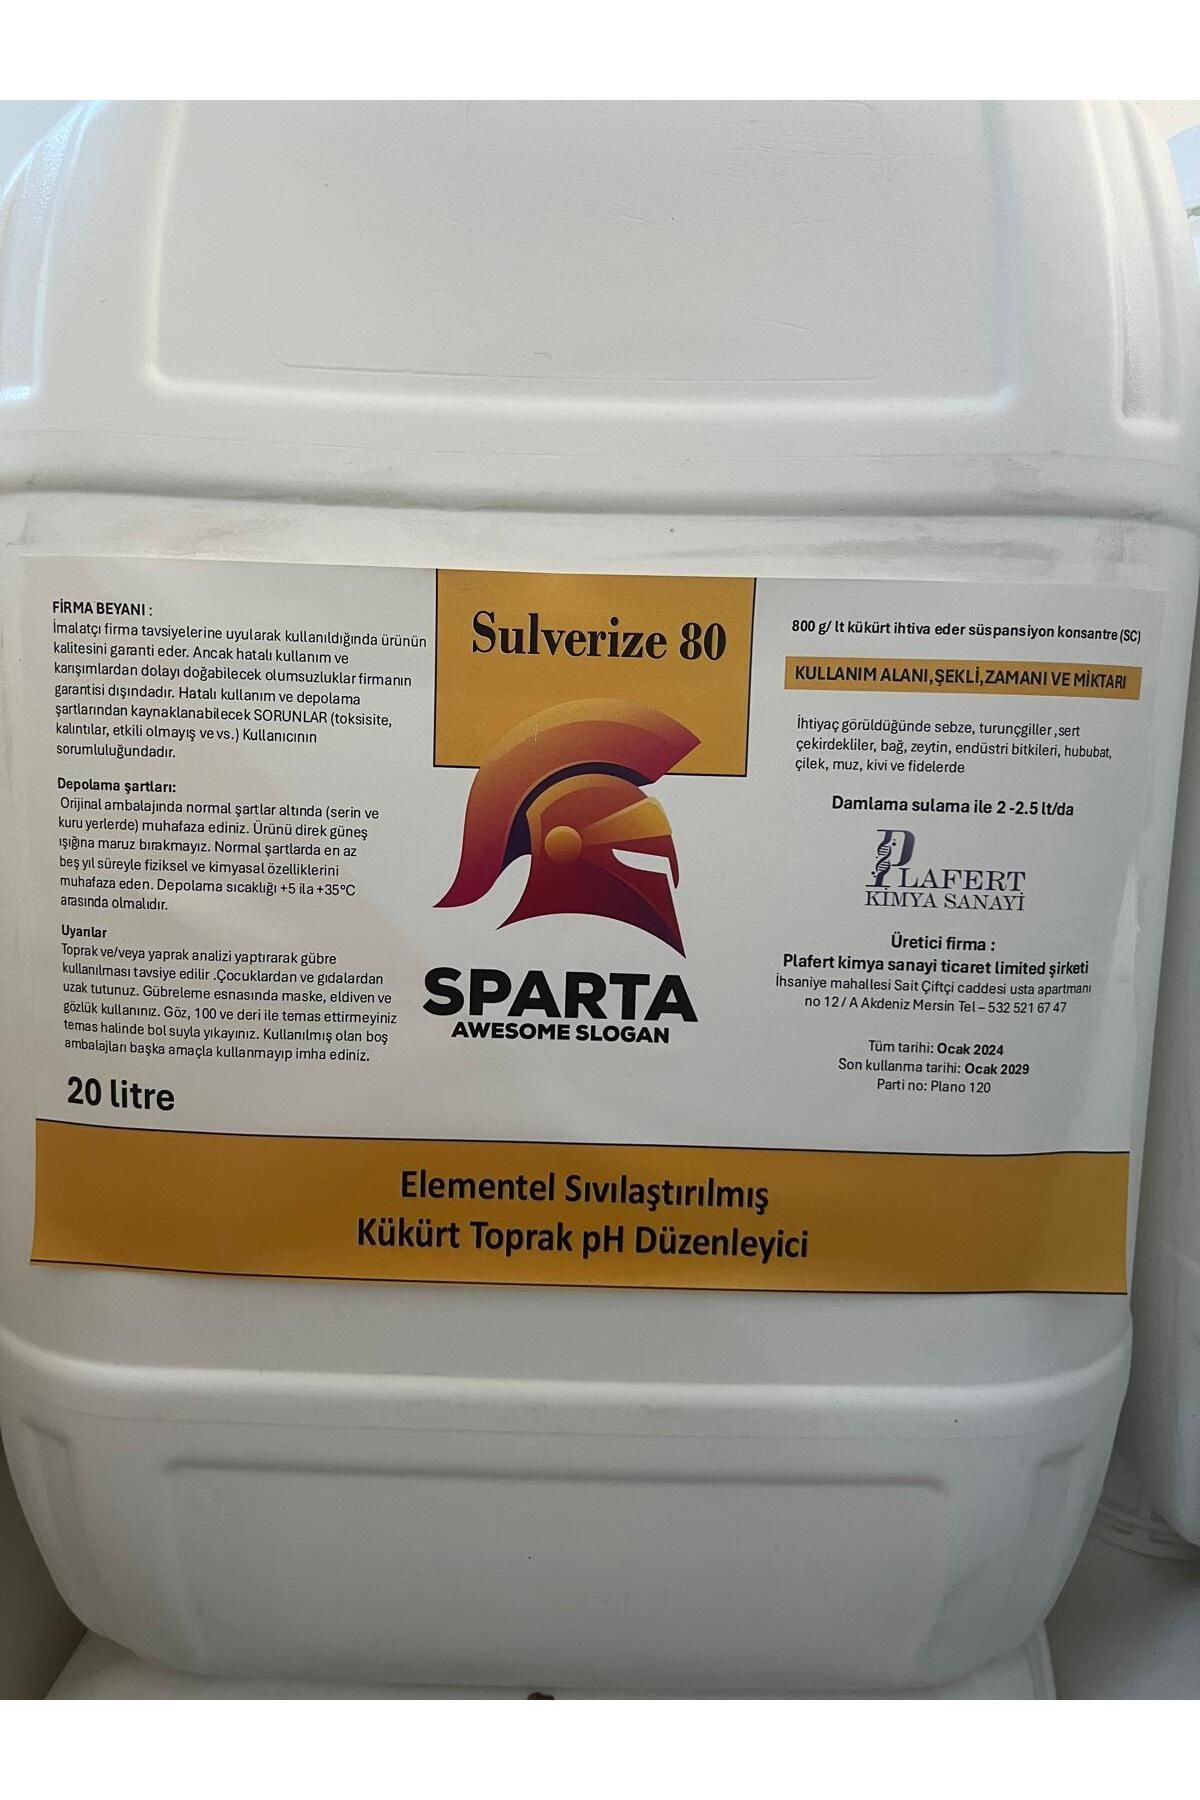 FİRMA BEYANI :
İmalatçı firma tavsiyelerine uyularak kullanıldığında ürünün
kalitesini garanti eder. Ancak hatalı kullanım ve
karışımlardan dolayı doğabilecek olumsuzluklar firmanın
garantisi dışındadır. Hatalı kullanım ve depolama
şartlarından kaynaklanabilecek SORUNLAR (toksisite,
kalıntılar, etkili olmayış ve vs.) Kullanıcının
sorumluluğundadır.
Depolama şartları:
Orijinal ambalajında normal şartlar altında (serin ve
kuru yerlerde) muhafaza ediniz. Ürünü direk güneş
ışığına maruz bırakmayız. Normal şartlarda en az
beş yıl süreyle fiziksel ve kimyasal özelliklerini
muhafaza eden. Depolama sıcaklığı +5 ila +35°C
arasında olmalıdır.
Uyarılar
Toprak ve/veya yaprak analizi yaptırarak gübre
kullanılması tavsiye edilir .Çocuklardan ve gıdalardan
uzak tutunuz. Gübreleme esnasında maske, eldiven ve
gözlük kullanınız. Göz, 100 ve deri ile temas ettirmeyiniz
temas halinde bol suyla yıkayınız. Kullanılmış olan boş
ambalajları başka amaçla kullanmayıp imha ediniz.
20 litre
Sulverize 80
SPARTA
AWESOME SLOGAN
800 g/ lt kükürt ihtiva eder süspansiyon konsantre (SC)
KULLANIM ALANI,ŞEKLİ,ZAMANI VE MİKTARI
İhtiyaç görüldüğünde sebze, turunçgiller ,sert
çekirdekliler, bağ, zeytin, endüstri bitkileri, hububat,
çilek, muz, kivi ve fidelerde
Damlama sulama ile 2 -2.5 lt/da
PLAFERT
KİMYA SANAYİ
Üretici firma :
Plafert kimya sanayi ticaret limited şirketi
İhsaniye mahallesi Sait Çiftçi caddesi usta apartmanı
no 12 / A Akdeniz Mersin Tel – 532 521 67 47
Tüm tarihi: Ocak 2024
Son kullanma tarihi: Ocak 2029
Parti no: Plano 120
Elementel Sıvılaştırılmış
Kükürt Toprak pH Düzenleyici